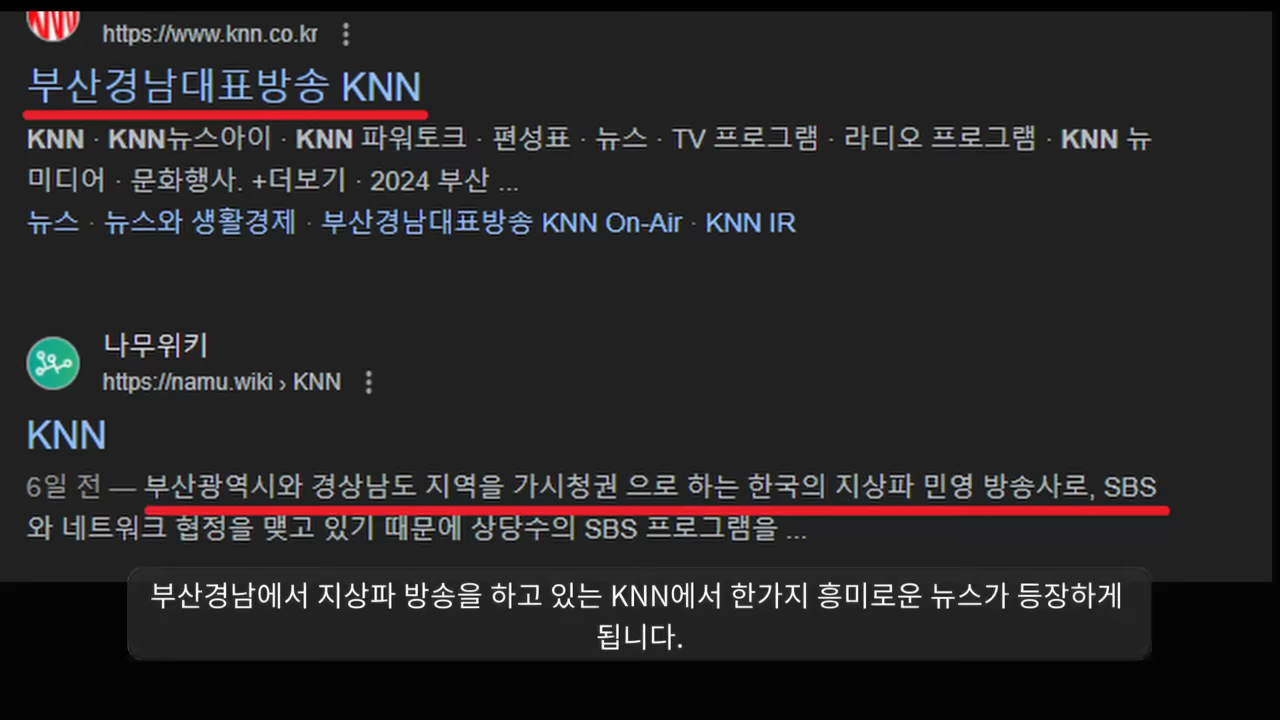 https://www.knn.co.kr
부산경남대표방송 KNN
KNN · KNN뉴스아이 · KNN 파워토크 · 편성표 · 뉴스 · TV 프로그램 · 라디오 프로그램 · KNN 뉴
미디어 · 문화행사. +더보기 · 2024 부산 ...
뉴스 · 뉴스와 생활경제 · 부산경남대표방송 KNN On-Air · KNN IR
나무위키
https://namu.wiki › KNN
KNN
6일 전 — 부산광역시와 경상남도 지역을 가시청권 으로 하는 한국의 지상파 민영 방송사로, SBS
와 네트워크 협정을 맺고 있기 때문에 상당수의 SBS 프로그램을 ...
부산경남에서 지상파 방송을 하고 있는 KNN에서 한가지 흥미로운 뉴스가 등장하게
됩니다.